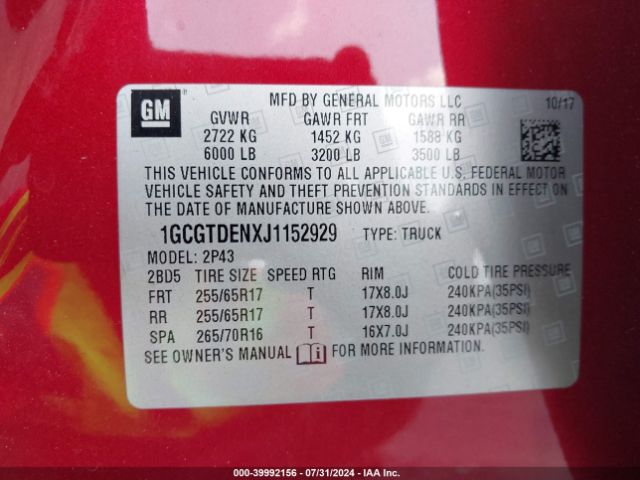 GM ®
MFD BY GENERAL MOTORS LLC 10/17
GVWR GAWR FRT GAWR RR
2722 KG 1452 KG 1588 KG
6000 LB 3200 LB 3500 LB
THIS VEHICLE CONFORMS TO ALL APPLICABLE U.S. FEDERAL MOTOR
VEHICLE SAFETY AND THEFT PREVENTION STANDARDS IN EFFECT ON
THE DATE OF MANUFACTURE SHOWN ABOVE.
1GCGTDENXJ1152929 TYPE: TRUCK
MODEL: 2P43
2BD5 TIRE SIZE SPEED RTG RIM COLD TIRE PRESSURE
FRT 255/65R17 T 17X8.0J 240KPA(35PSI)
RR 255/65R17 T 17X8.0J 240KPA(35PSI)
SPA 265/70R16 T 16X7.0J 240KPA(35PSI)
SEE OWNER'S MANUAL FOR MORE INFORMATION.
000-39992156 - 07/31/2024 - IAA Inc.